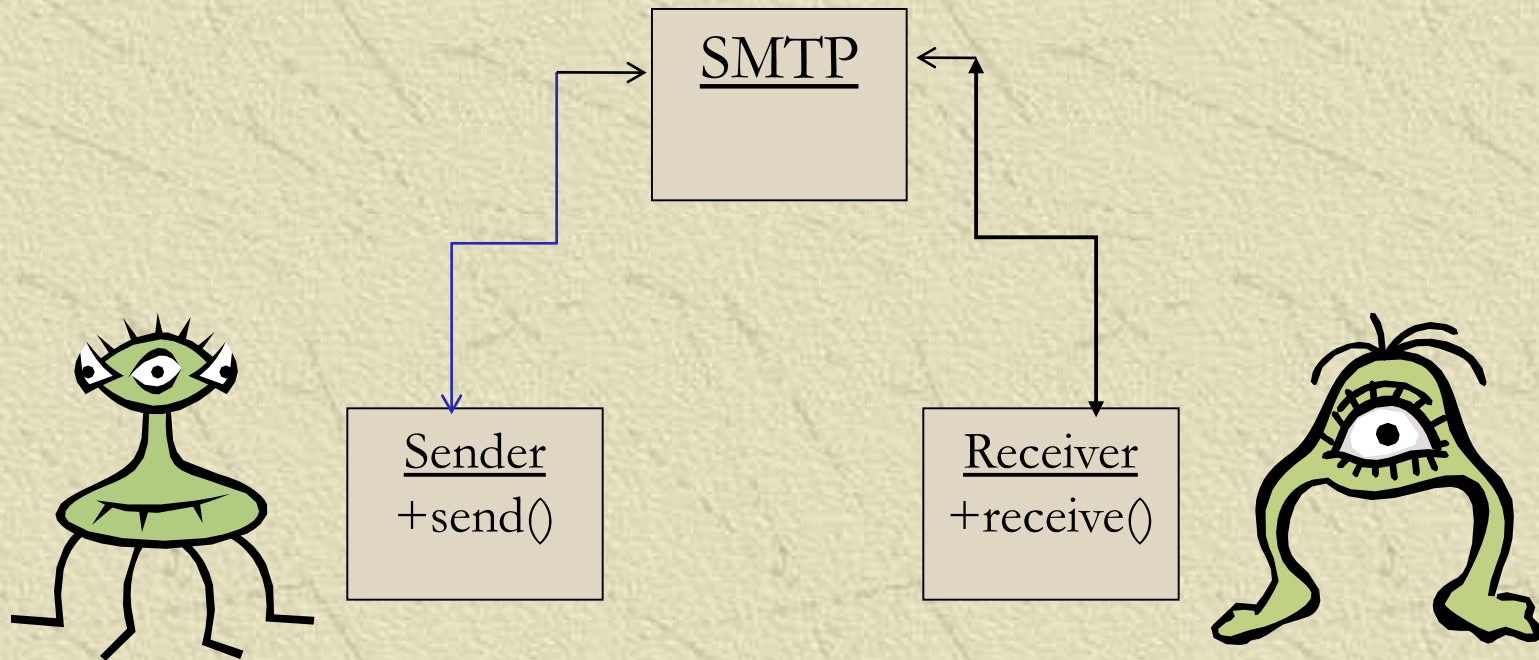 SMTP
Sender
+send()
Receiver
+receive()